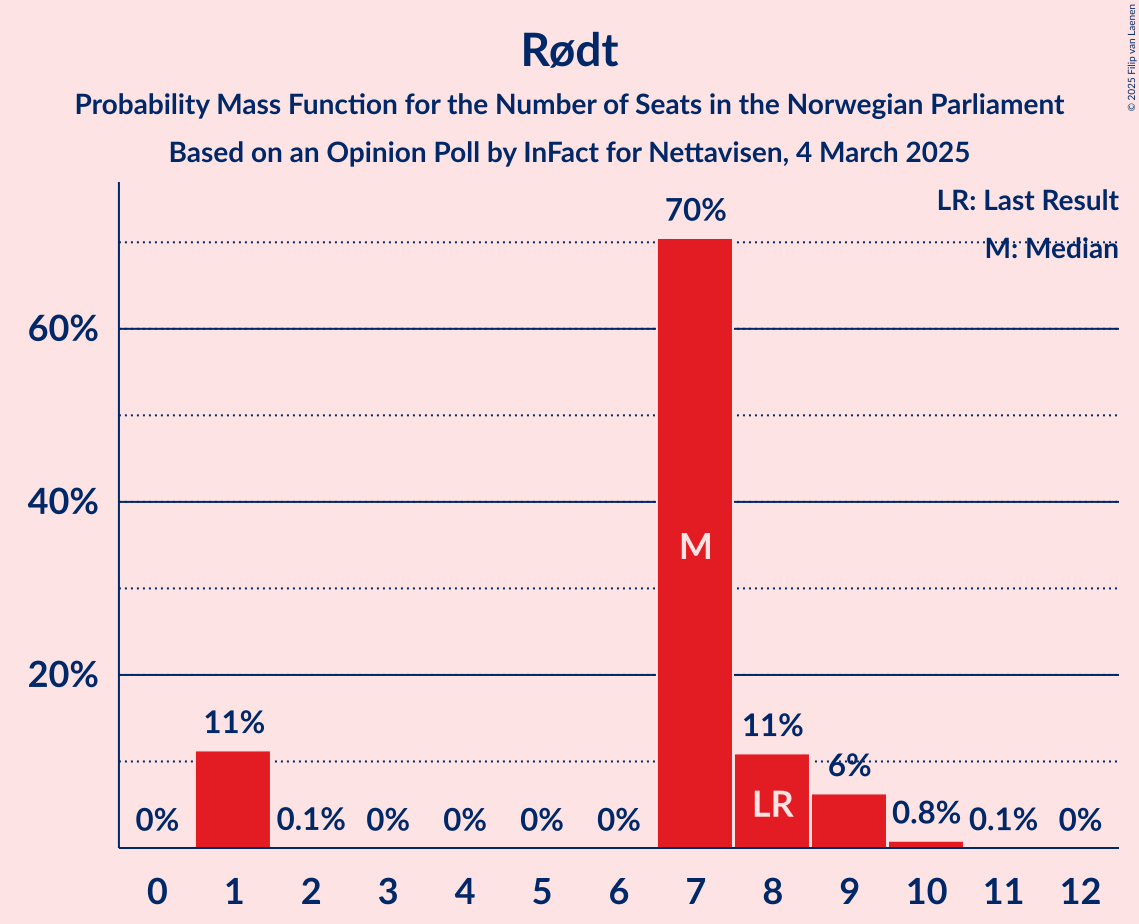 Rødt
Probability Mass Function for the Number of Seats in the Norwegian Parliament
Based on an Opinion Poll by InFact for Nettavisen, 4 March 2025
© 2025 Filip van Laenen
LR: Last Result
M: Median
60%
40%
20%
0%
11%
0.1%
0%
0%
0%
0%
70%
11%
6%
0.8%
0.1%
0%
M
LR
0 1 2 3 4 5 6 7 8 9 10 11 12